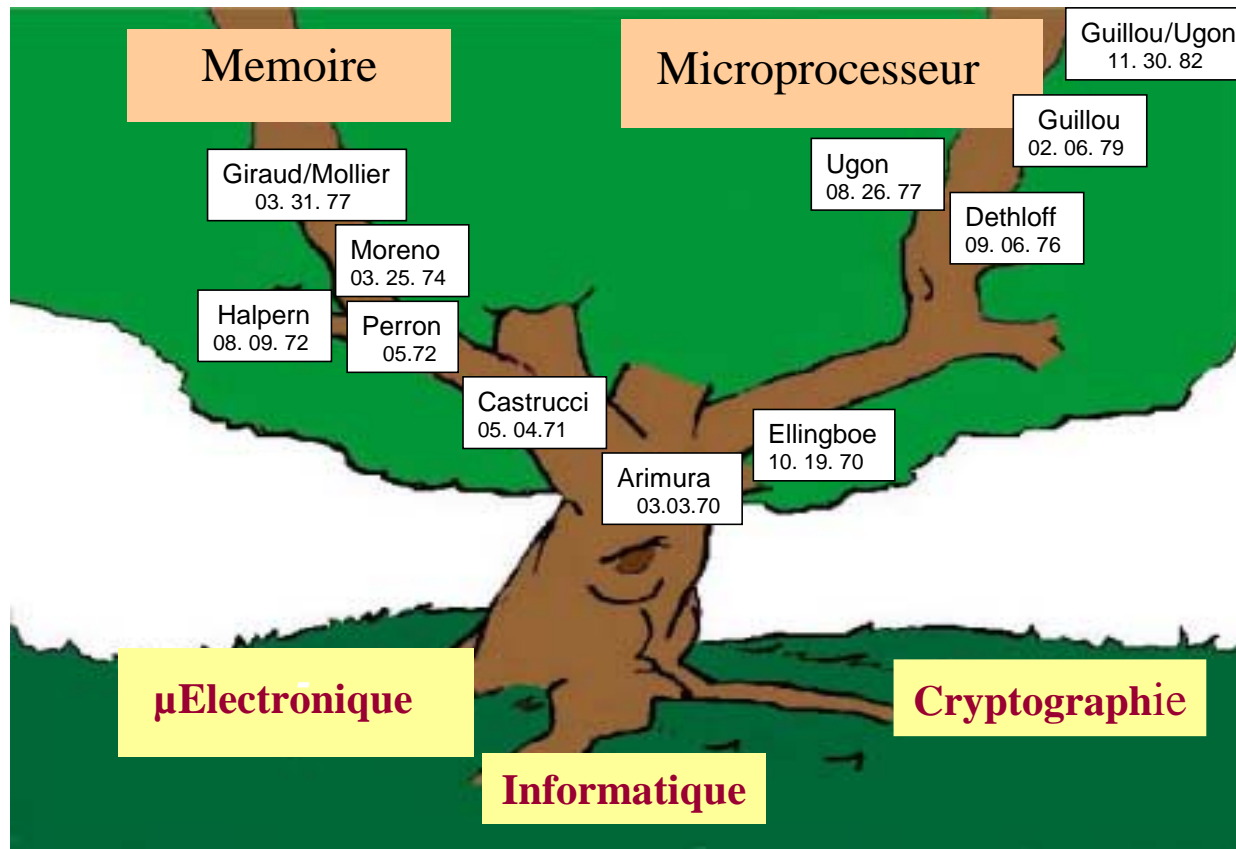 Memoire
Microprocesseur
Guillou/Ugon
11. 30. 82
Guillou
02. 06. 79
Giraud/Mollier
03. 31. 77
Ugon
08. 26. 77
Dethloff
09. 06. 76
Moreno
03. 25. 74
Halpern
08. 09. 72
Perron
05.72
Castrucci
05. 04.71
Ellingboe
10. 19. 70
Arimura
03.03.70
µElectronique
Cryptographie
Informatique